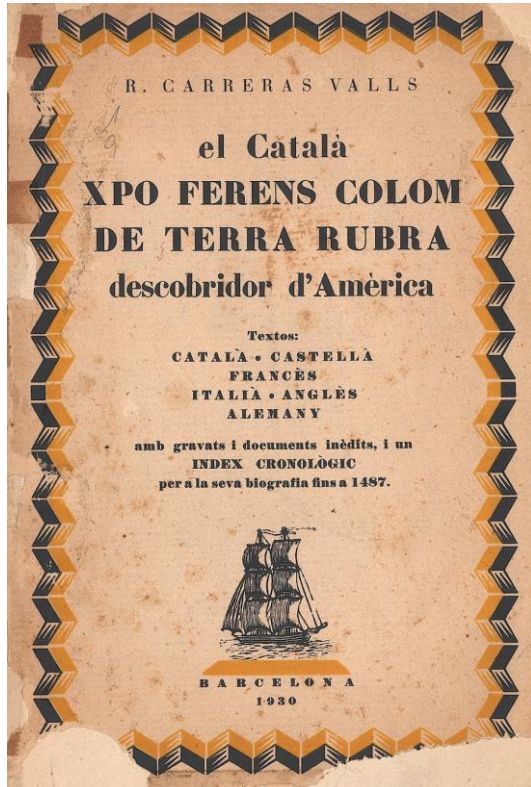 R. CARRERAS VALLS
el Català
XPO FERENS COLOM
DE TERRA RUBRA
descobridor d'Amèrica
Textos:
CATALÀ • CASTELLÀ
FRANCÈS
ITALIÀ • ANGLÈS
ALEMANY
amb gravats i documents inèdits, i un
INDEX CRONOLÒGIC
per a la seva biografia fins a 1487.
BARCELONA
1930